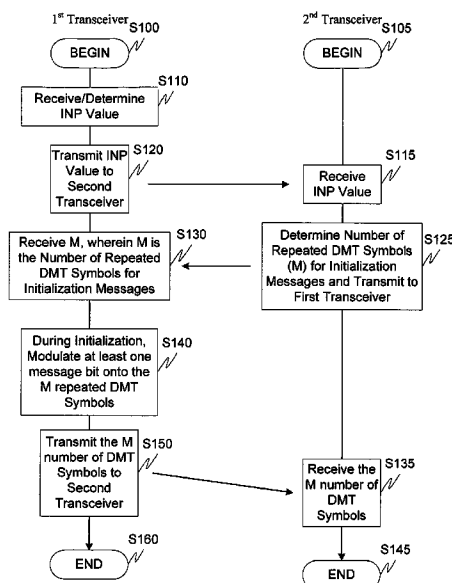 1st Transceiver
S100
BEGIN
S110
Receive/Determine
INP Value
S120
Transmit INP
Value to
Second
Transceiver
S130
Receive M, wherein M is
the Number of Repeated
DMT Symbols for
Initialization Messages
S140
During Initialization,
Modulate at least one
message bit onto the
M repeated DMT
Symbols
S150
Transmit the M
number of DMT
Symbols to
Second
Transceiver
S160
END
2nd Transceiver
S105
BEGIN
S115
Receive
INP Value
S125
Determine Number of
Repeated DMT Symbols
(M) for Initialization
Messages and Transmit to
First Transceiver
S135
Receive the
M number of
DMT
Symbols
S145
END